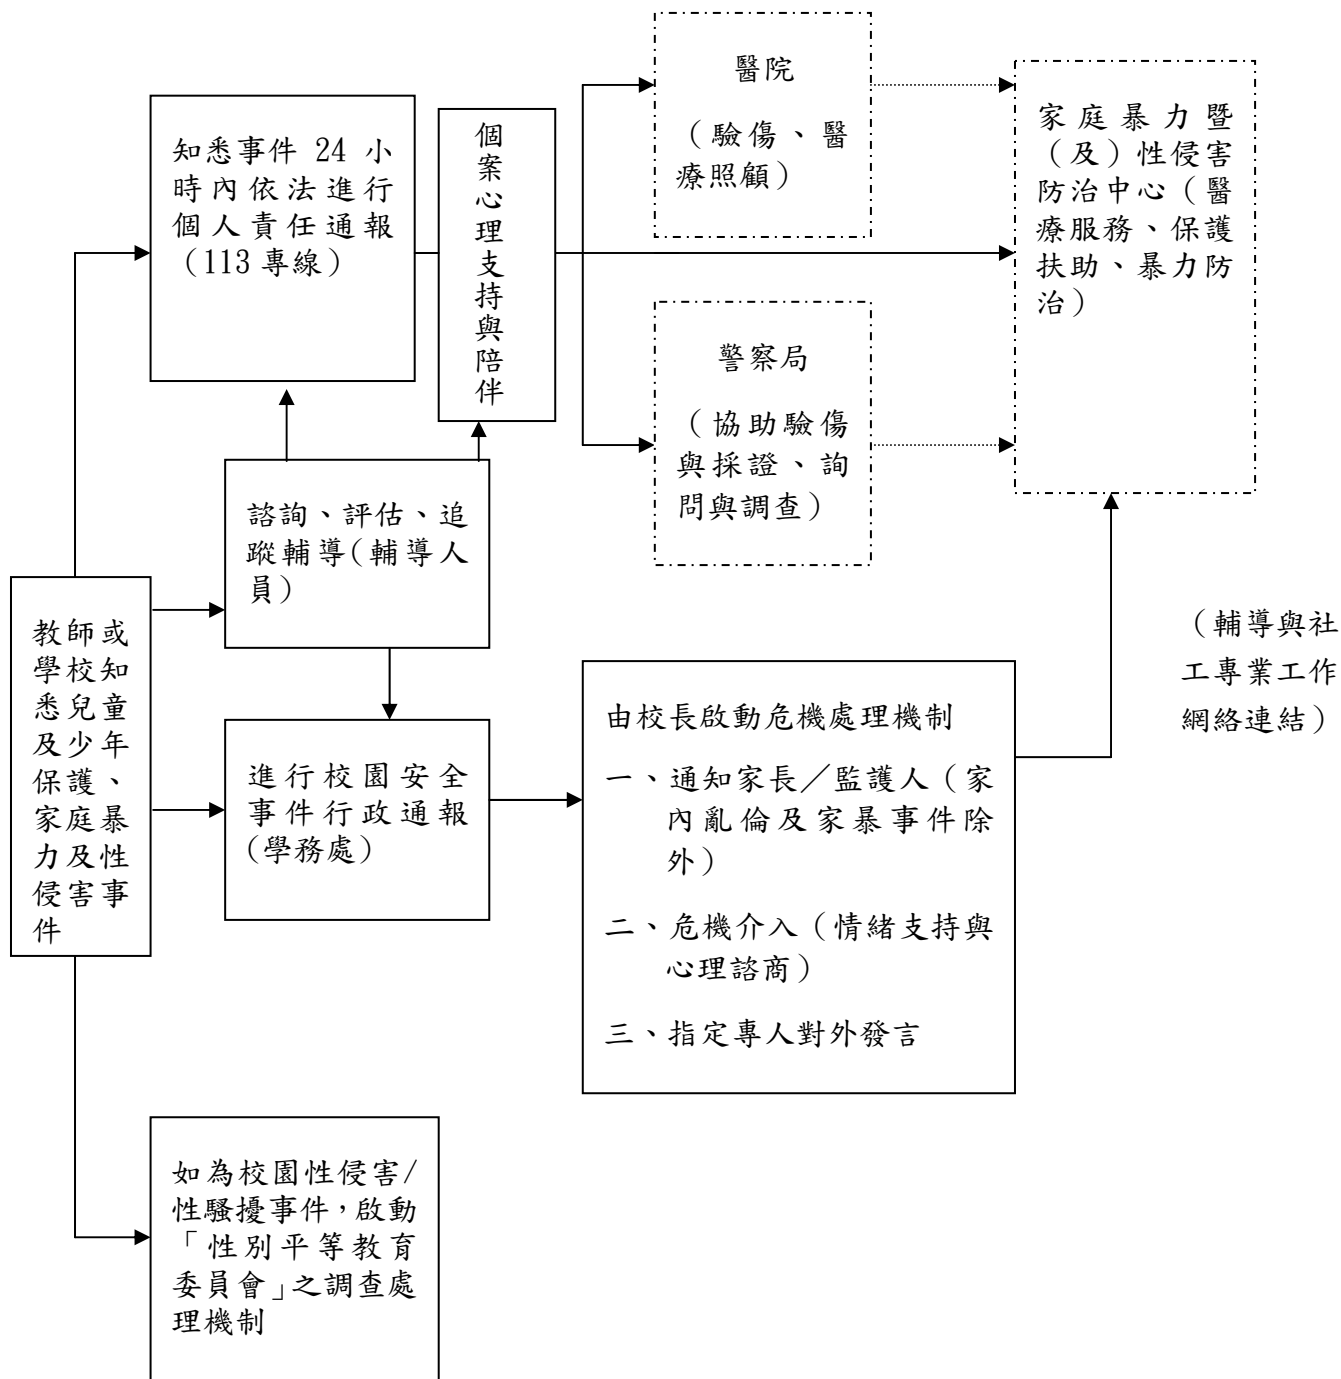 醫院
（驗傷、醫
療照顧）
家庭暴力暨
（及）性侵害
防治中心（醫
療服務、保護
扶助、暴力防
治）
知悉事件 24 小
時內依法進行
個人責任通報
（113 專線）
個案心理支持與陪伴
警察局
（協助驗傷
與採證、詢
問與調查）
諮詢、評估、追
蹤輔導(輔導人
員)
教師或
學校知
悉兒童
及少年
保護、
家庭暴
力及性
侵害事
件
（輔導與社
工專業工作
網絡連結）
進行校園安全
事件行政通報
(學務處)
由校長啟動危機處理機制
一、通知家長／監護人（家
內亂倫及家暴事件除
外）
二、危機介入（情緒支持與
心理諮商）
三、指定專人對外發言
如為校園性侵害/
性騷擾事件，啟動
「性別平等教育
委員會」之調查處
理機制